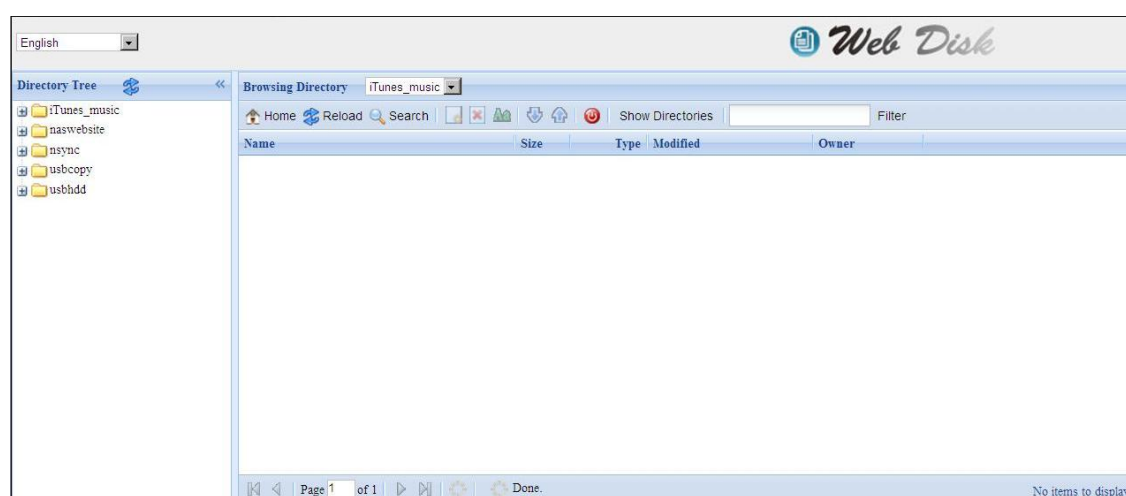 English
Web Disk
Directory Tree
Browsing Directory iTunes_music
iTunes_music
naswebsite
nsync
usbcopy
usbhdd
Home Reload Search Show Directories Filter
Name Size Type Modified Owner
Page 1 of 1 Done.
No items to display